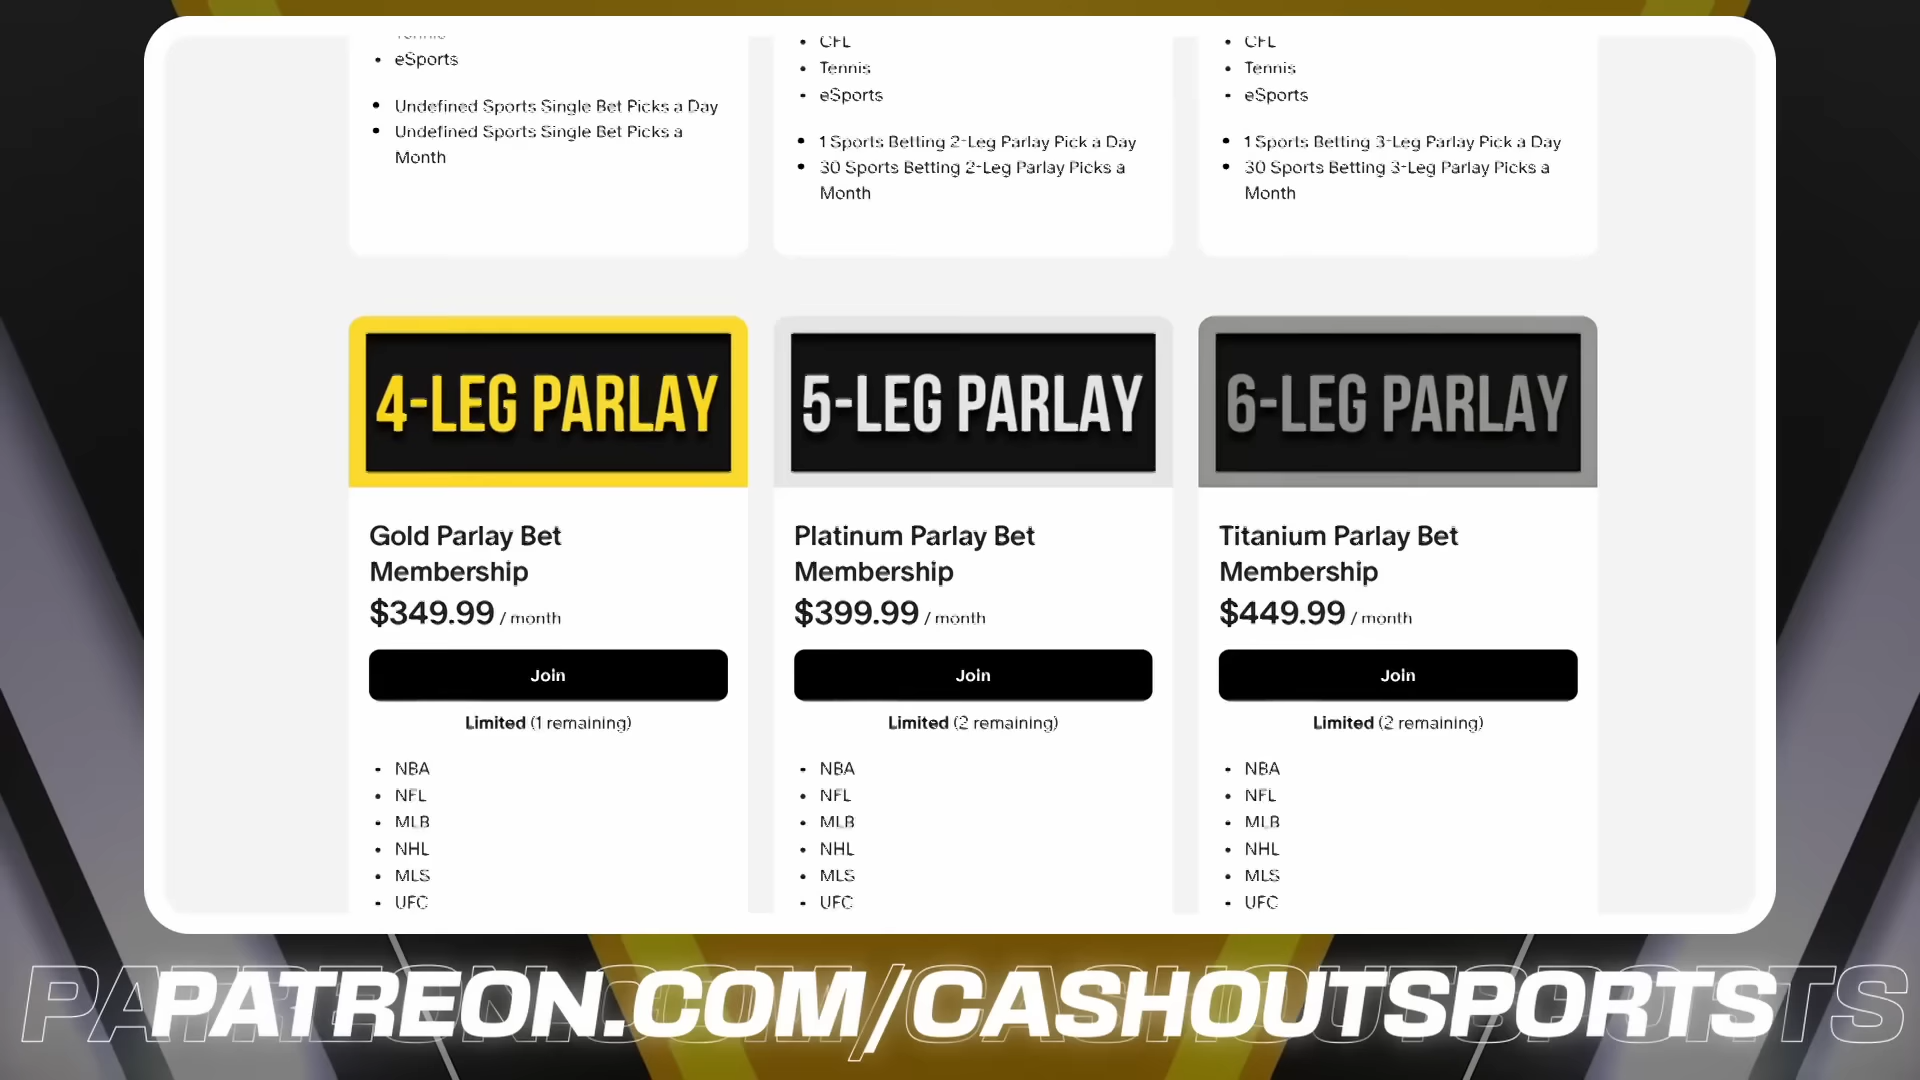 Tennis
eSports
Undefined Sports Single Bet Picks a Day
Undefined Sports Single Bet Picks a
Month
CFL
Tennis
eSports
1 Sports Betting 2-Leg Parlay Pick a Day
30 Sports Betting 2-Leg Parlay Picks a
Month
CFL
Tennis
eSports
1 Sports Betting 3-Leg Parlay Pick a Day
30 Sports Betting 3-Leg Parlay Picks a
Month
4-LEG PARLAY
Gold Parlay Bet
Membership
$349.99 / month
Join
Limited (1 remaining)
NBA
NFL
MLB
NHL
MLS
UFC
5-LEG PARLAY
Platinum Parlay Bet
Membership
$399.99 / month
Join
Limited (2 remaining)
NBA
NFL
MLB
NHL
MLS
UFC
6-LEG PARLAY
Titanium Parlay Bet
Membership
$449.99 / month
Join
Limited (2 remaining)
NBA
NFL
MLB
NHL
MLS
UFC
PATREON.COM/CASHOUTSPORTS
PATREON.COM/CASHOUTSPORTS